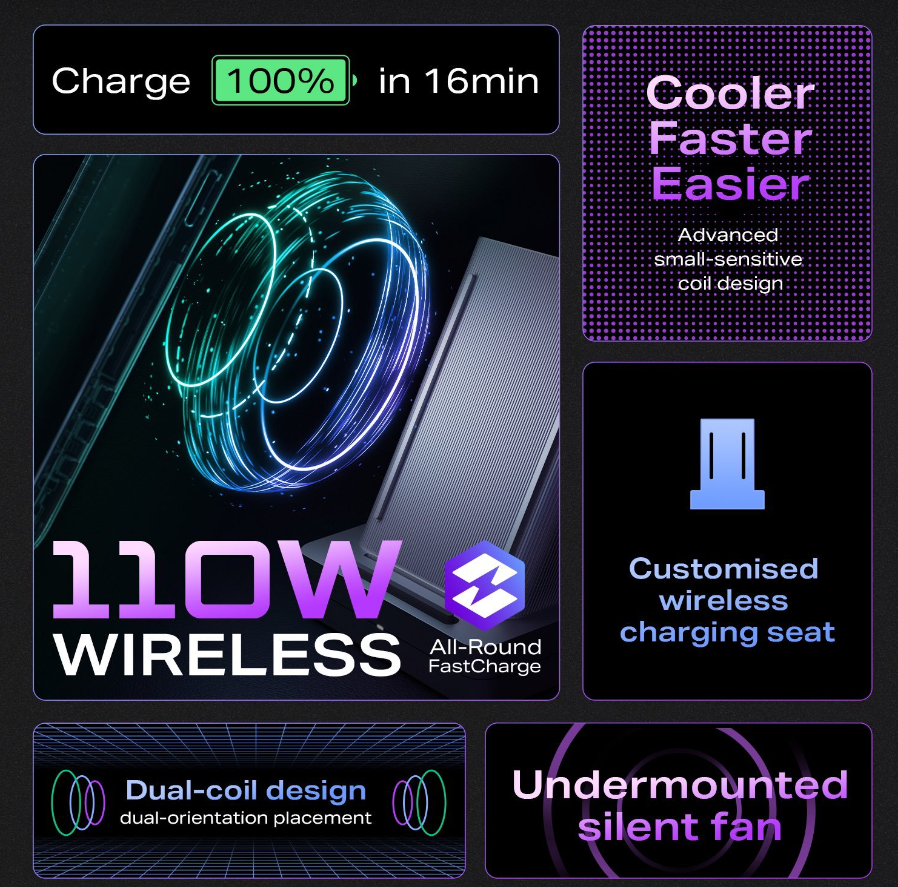 Charge 100% in 16min
Cooler
Faster
Easier
Advanced
small-sensitive
coil design
110W
WIRELESS
All-Round
FastCharge
Customised
wireless
charging seat
Dual-coil design
dual-orientation placement
Undermounted
silent fan